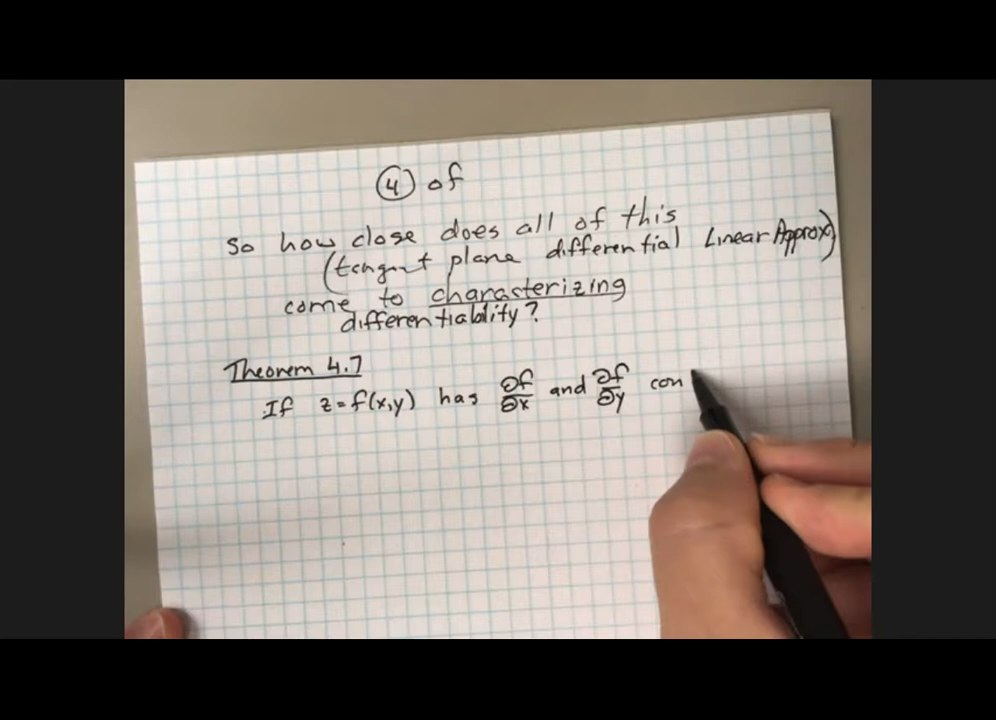 ④ of
So how close does all of this
(tangent plane differential Linear Approx)
come to characterizing
differentiablity?
Theorem 4.7
If z = f(x,y) has ∂f/∂x and ∂f/∂y con